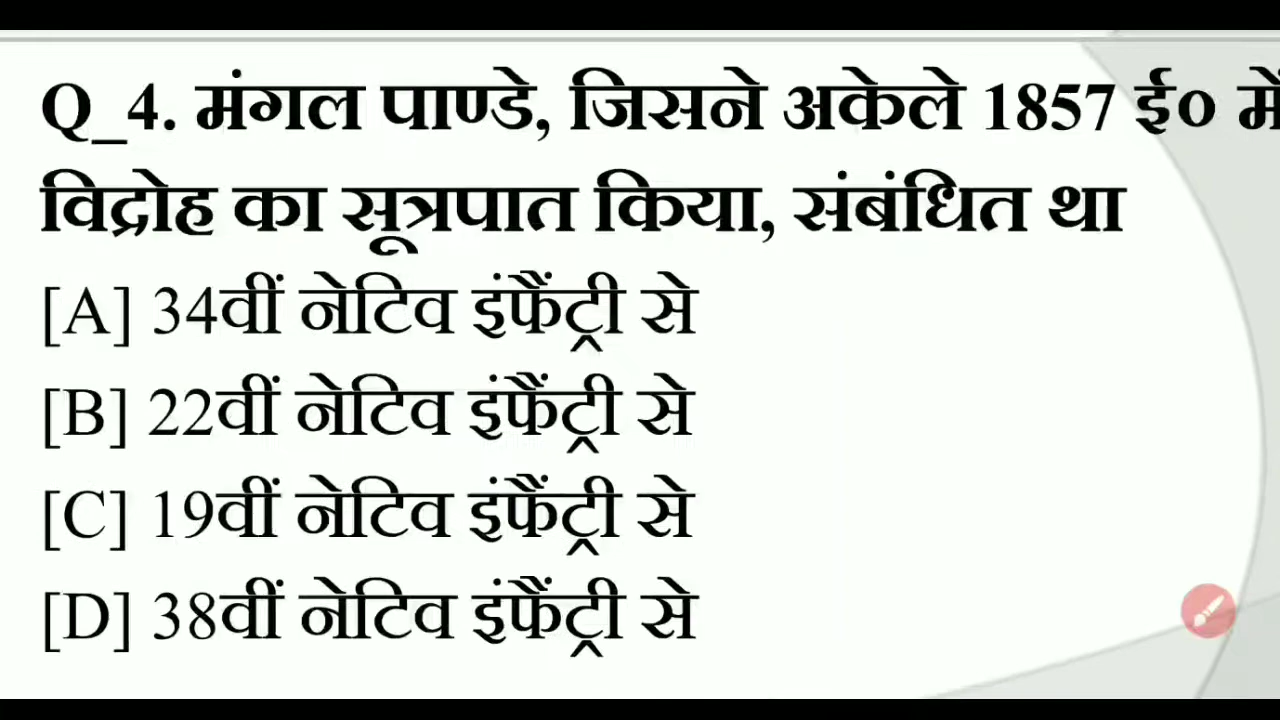 Q_4. मंगल पाण्डे, जिसने अकेले 1857 ई० में
विद्रोह का सूत्रपात किया, संबंधित था
[A] 34वीं नेटिव इंफैंट्री से
[B] 22वीं नेटिव इंफैंट्री से
[C] 19वीं नेटिव इंफैंट्री से
[D] 38वीं नेटिव इंफैंट्री से